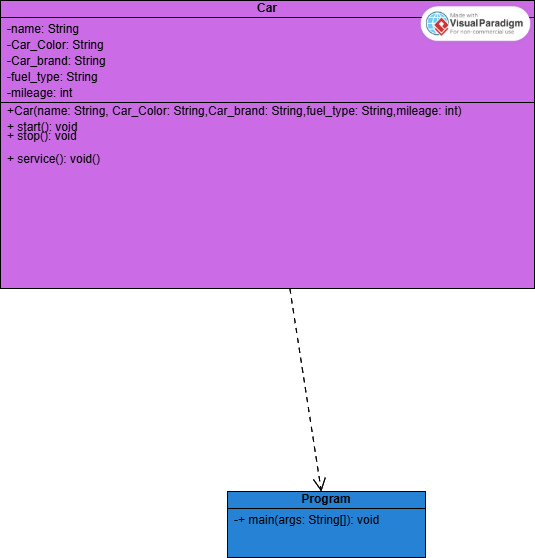 Car
Made with
VisualParadigm
For non-commercial use
-name: String
-Car_Color: String
-Car_brand: String
-fuel_type: String
-mileage: int
+Car(name: String, Car_Color: String,Car_brand: String,fuel_type: String,mileage: int)
+ start(): void
+ stop(): void
+ service(): void()
Program
-+ main(args: String[]): void